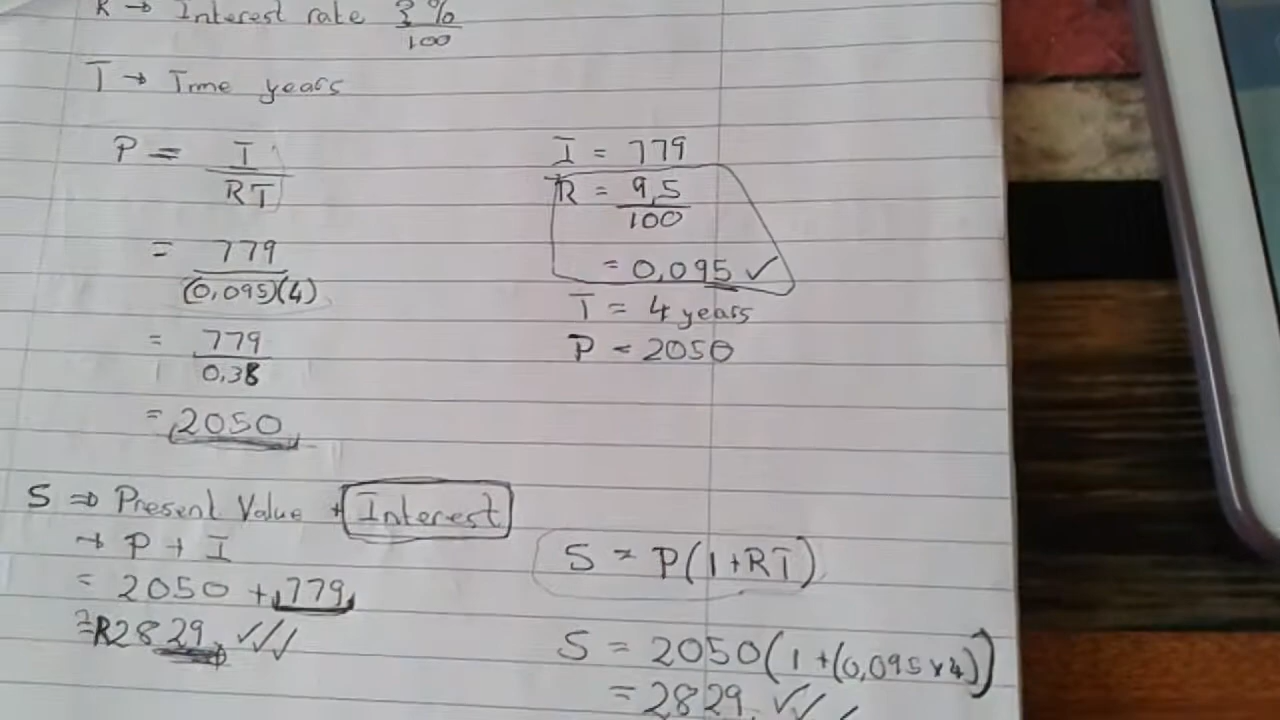 R → Interest rate ?%/100
T → Time years
P = I/RT
= 779/(0,095)(4)
= 779/0,38
= 2050
I = 779
R = 9,5/100
= 0,095 ✓
T = 4 years
P = 2050
S ⇒ Present Value + Interest
→ P + I
= 2050 + 779
= R2829 ✓✓✓
S = P(1+RT)
S = 2050(1+(0,095×4))
= 2829 ✓✓✓